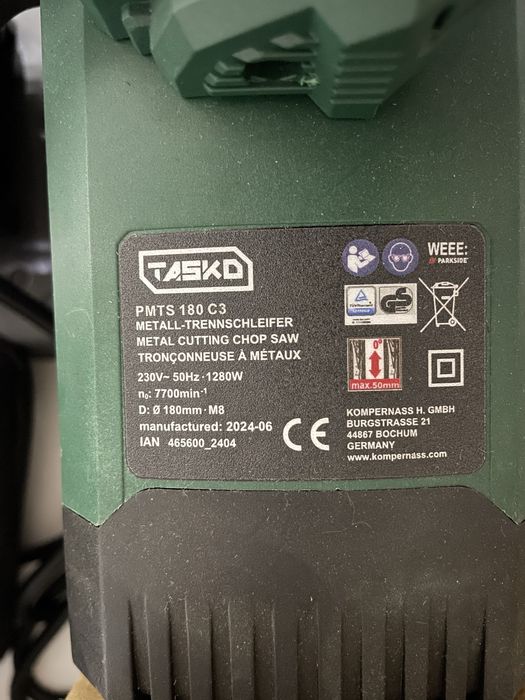 TASKO
WEEE:
PARKSIDE
PMTS 180 C3
METALL-TRENNSCHLEIFER
METAL CUTTING CHOP SAW
TRONÇONNEUSE À MÉTAUX
230V~ 50Hz · 1280W
n₀: 7700min⁻¹
D: Ø 180mm · M8
manufactured: 2024-06
IAN 465600_2404
CE
GS
0°
max.50mm
KOMPERNASS H. GMBH
BURGSTRASSE 21
44867 BOCHUM
GERMANY
www.kompernass.com